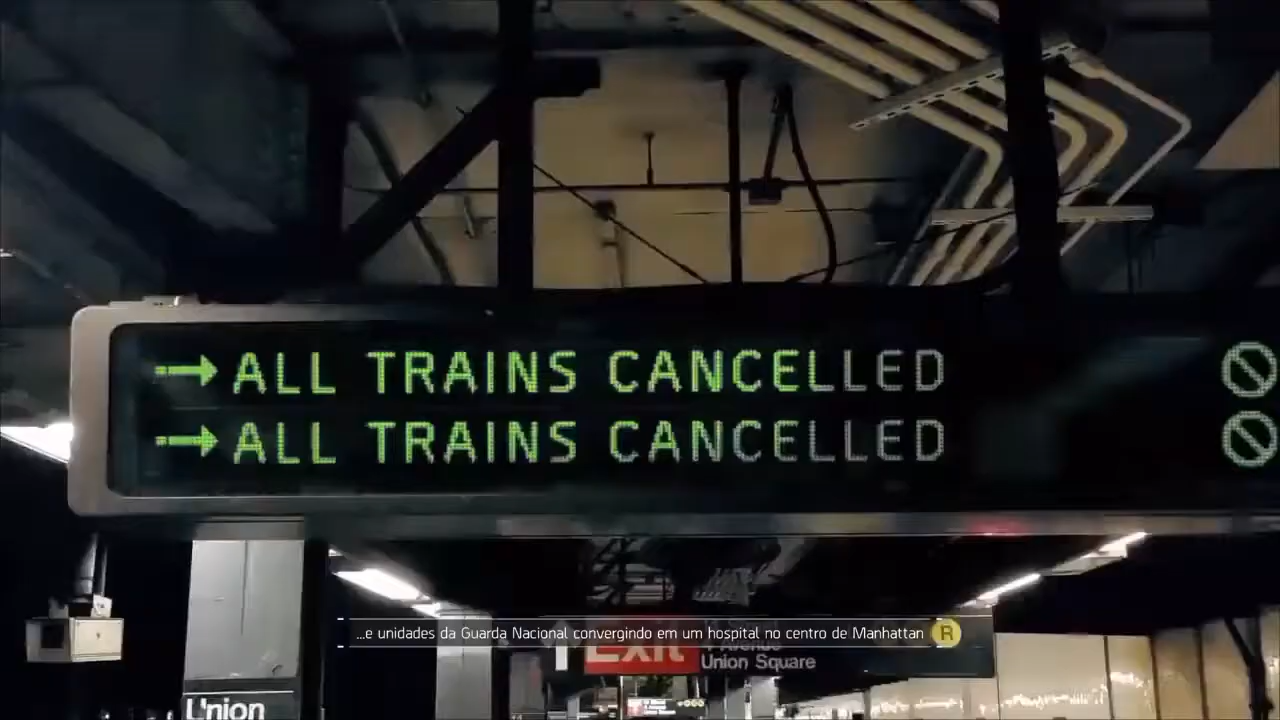 →ALL TRAINS CANCELLED
→ALL TRAINS CANCELLED
...e unidades da Guarda Nacional convergindo em um hospital no centro de Manhattan R
Exit
Union Square
Union